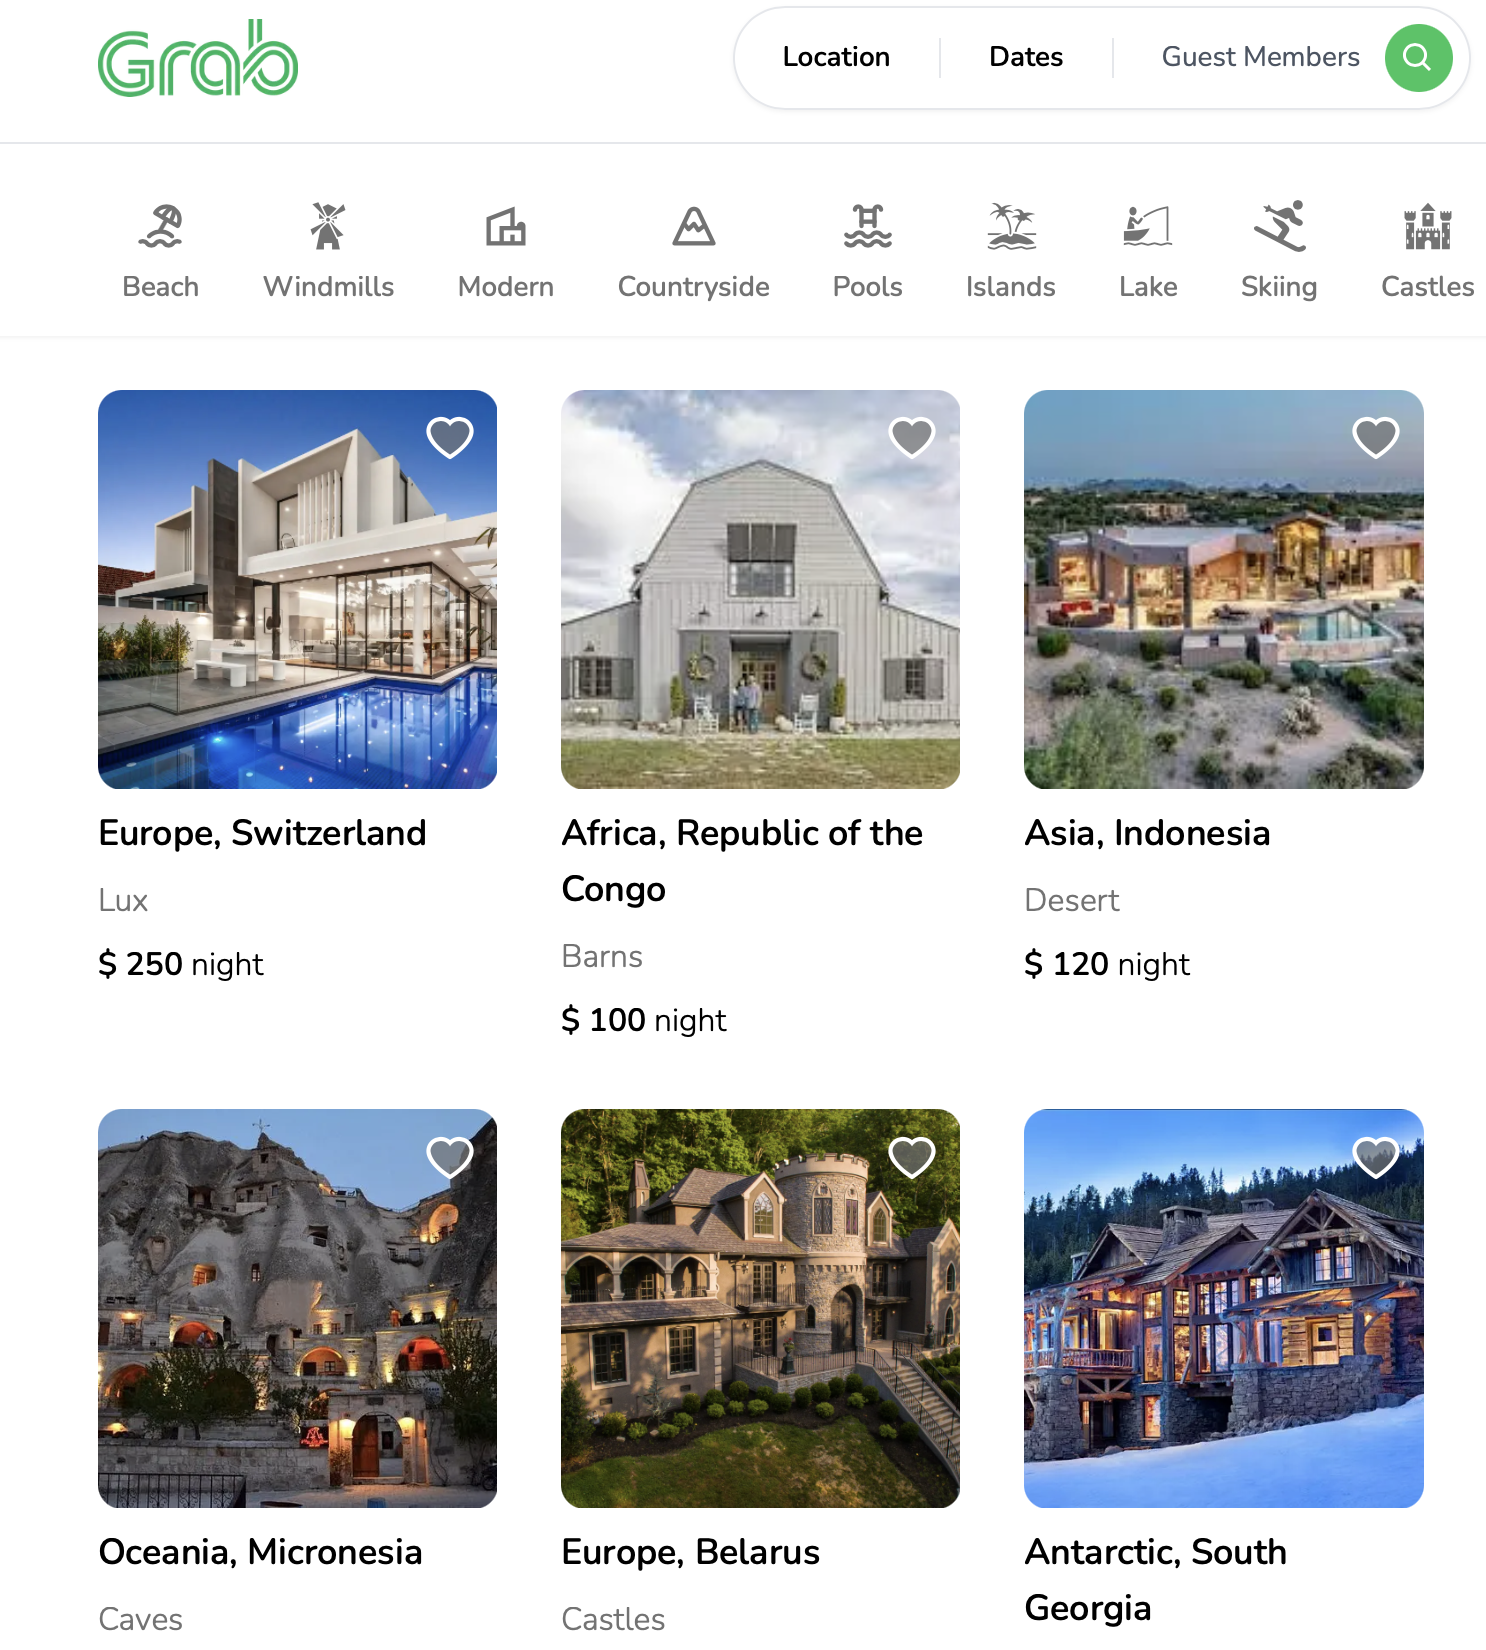 Grab
Location
Dates
Guest Members
Beach
Windmills
Modern
Countryside
Pools
Islands
Lake
Skiing
Castles
Europe, Switzerland
Lux
$ 250 night
Africa, Republic of the
Congo
Barns
$ 100 night
Asia, Indonesia
Desert
$ 120 night
Oceania, Micronesia
Caves
Europe, Belarus
Castles
Antarctic, South
Georgia